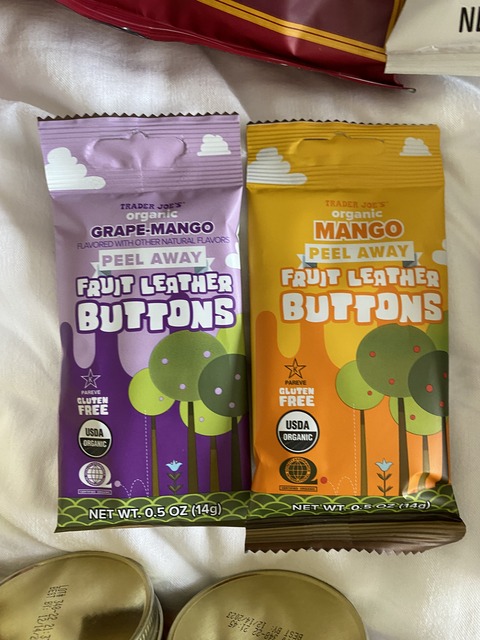 NE
TRADER JOE'S
organic
GRAPE-MANGO
FLAVORED WITH OTHER NATURAL FLAVORS
PEEL AWAY
FRUIT LEATHER
BUTTONS
PAREVE
GLUTEN
FREE
USDA
ORGANIC
NET WT. 0.5 OZ (14g)
TRADER JOE'S
organic
MANGO
PEEL AWAY
FRUIT LEATHER
BUTTONS
PAREVE
GLUTEN
FREE
USDA
ORGANIC
NET WT. 0.5 OZ (14g)